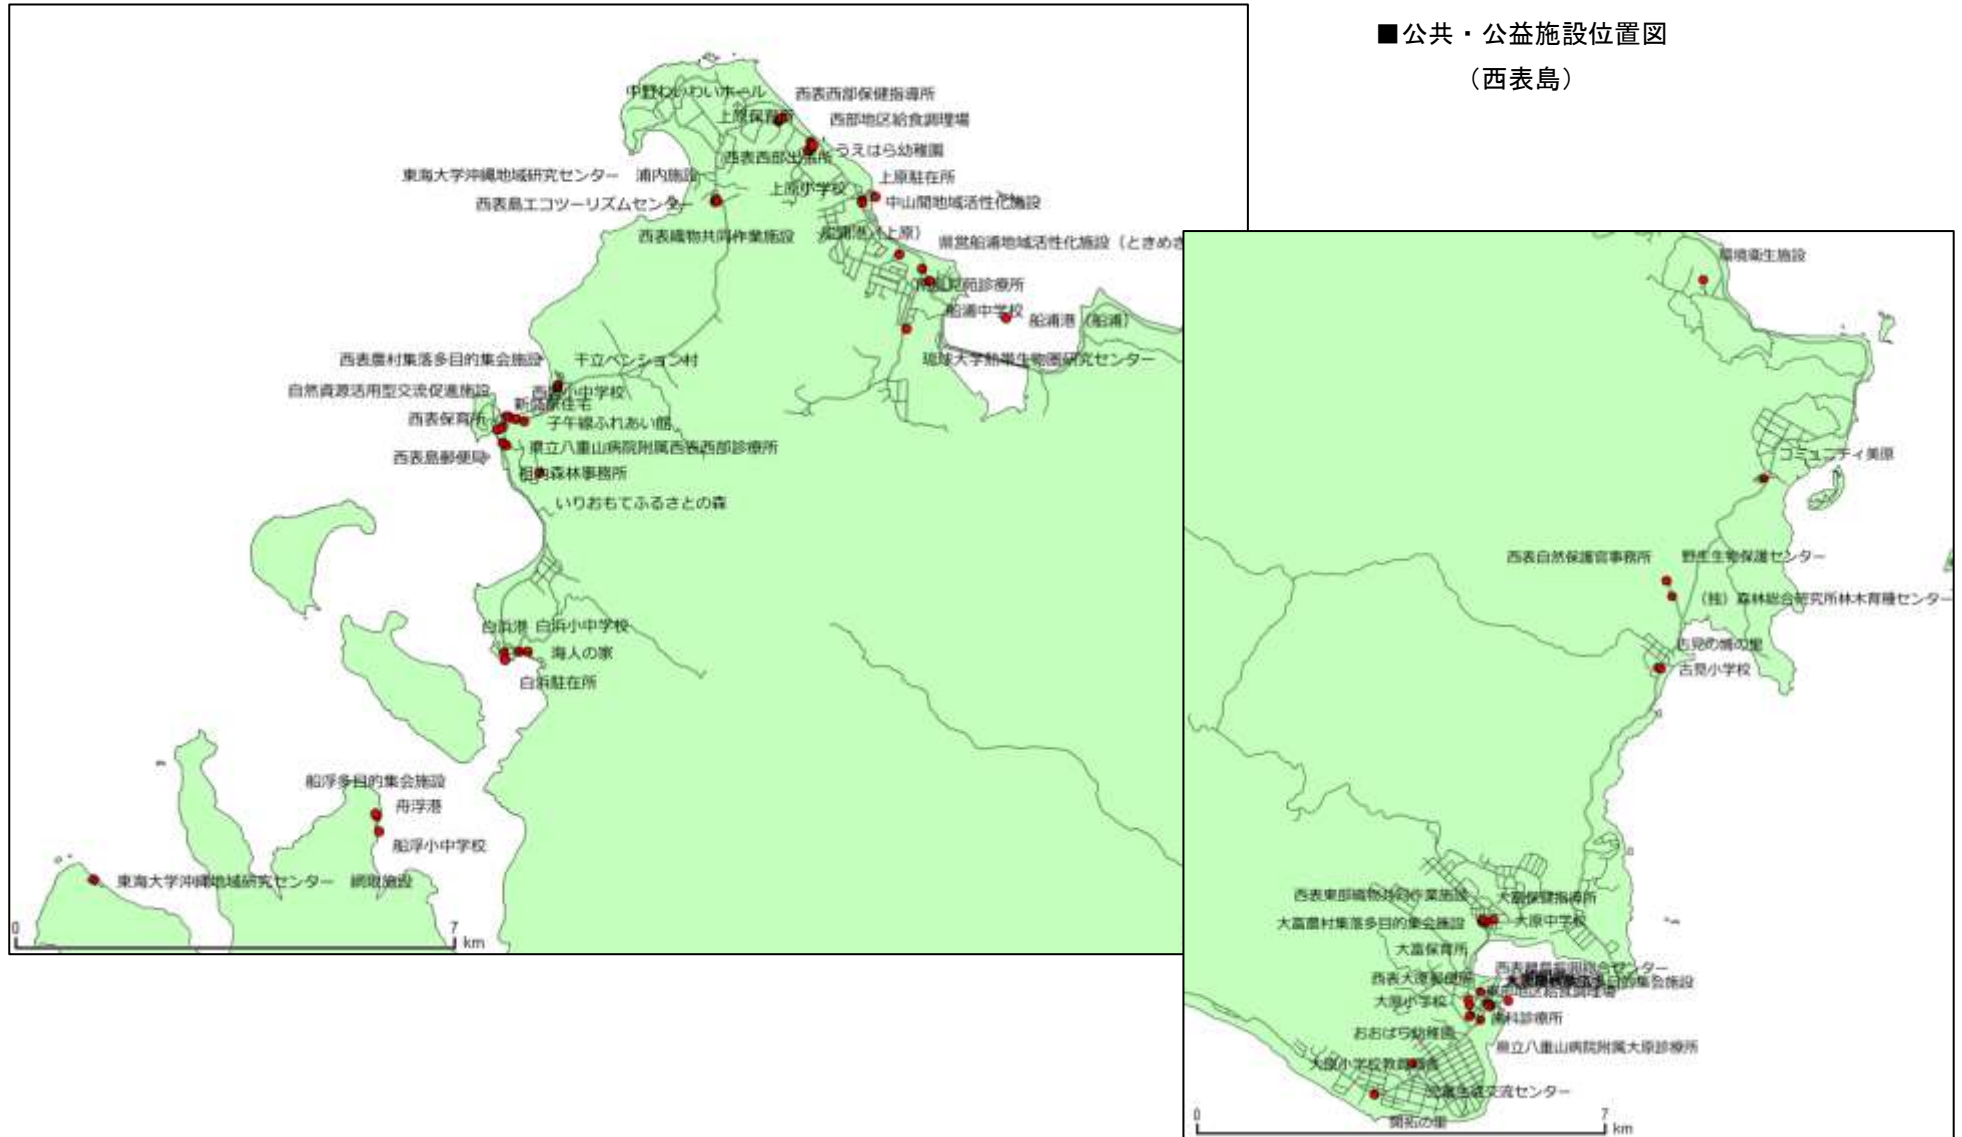 ■公共・公益施設位置図
（西表島）
中野わいわいホール
西表西部保健指導所
上原保育所
西部地区給食調理場
西表西部出張所
うえはら幼稚園
東海大学沖縄地域研究センター　浦内施設
上原小学校
上原駐在所
西表島エコツーリズムセンター
中山間地域活性化施設
西表織物共同作業施設
船浦港（上原）
県営船浦地域活性化施設（ときめき
船浦中学校
船浦港（船浦）
琉球大学熱帯生物圏研究センター
西表農村集落多目的集会施設
干立ペンション村
自然資源活用型交流促進施設
西表小中学校
西表保育所
子午線ふれあい館
県立八重山病院附属西表西部診療所
西表島郵便局
祖内森林事務所
いりおもてふるさとの森
白浜港
白浜小中学校
海人の家
白浜駐在所
船浮多目的集会施設
舟浮港
船浮小中学校
東海大学沖縄地域研究センター　網取施設
0
7
km
環境衛生施設
コミュニティ美原
西表自然保護官事務所
野生生物保護センター
（独）森林総合研究所林木育種センター
古見小学校
西表東部織物共同作業施設
大富保健指導所
大富農村集落多目的集会施設
大原中学校
大富保育所
西表大原郵便所
大原小学校
東部地区給食調理場
歯科診療所
おおはら幼稚園
県立八重山病院附属大原診療所
大原小学校教員宿舎
開拓の里
0
7
km